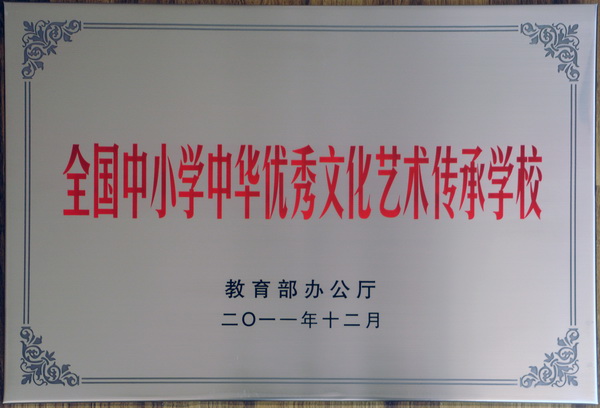 全国中小学中华优秀文化艺术传承学校
教育部办公厅
二〇一一年十二月